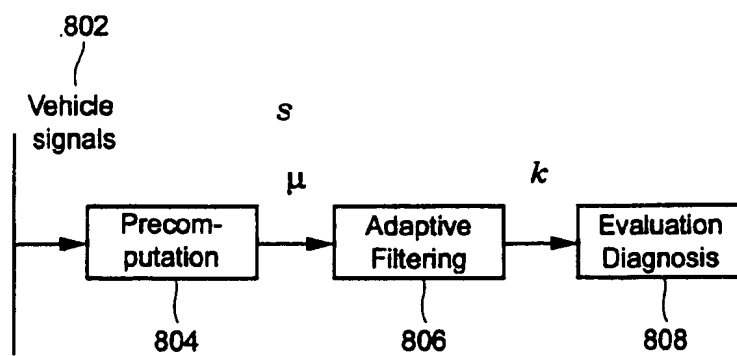 802
Vehicle
signals
s
μ
k
Precom-
putation
Adaptive
Filtering
Evaluation
Diagnosis
804
806
808